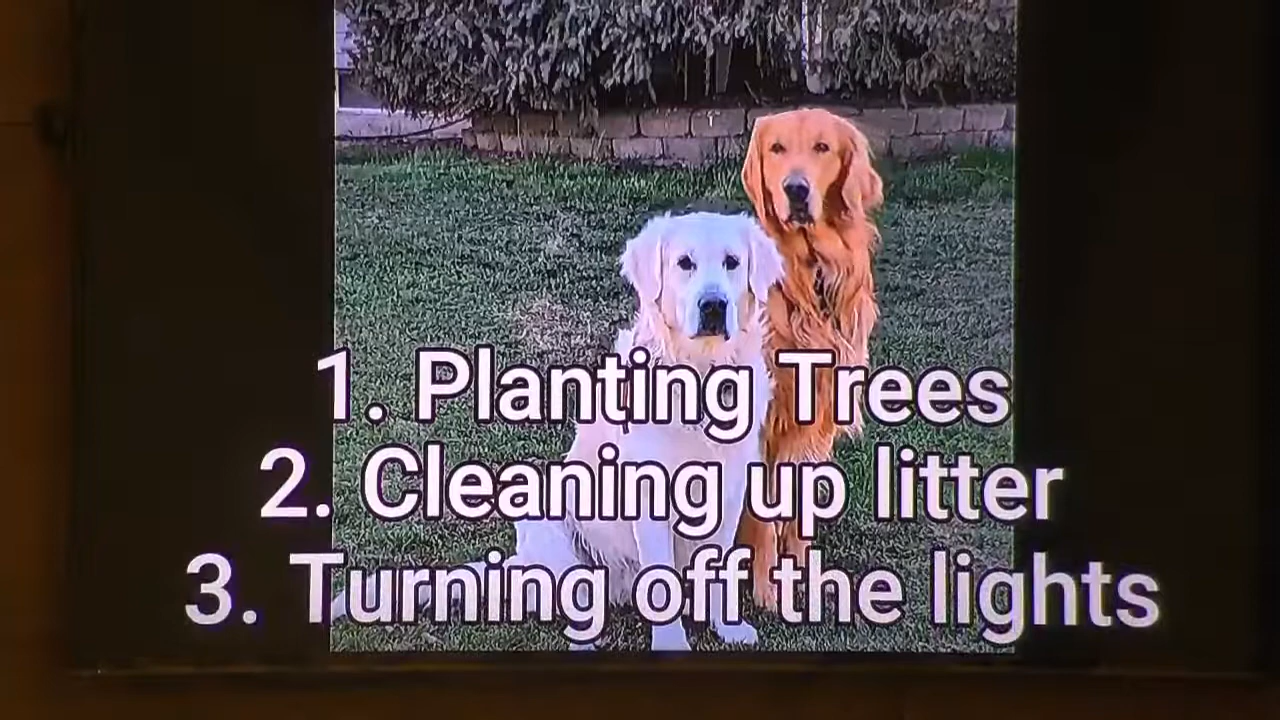 1. Planting Trees
2. Cleaning up litter
3. Turning off the lights